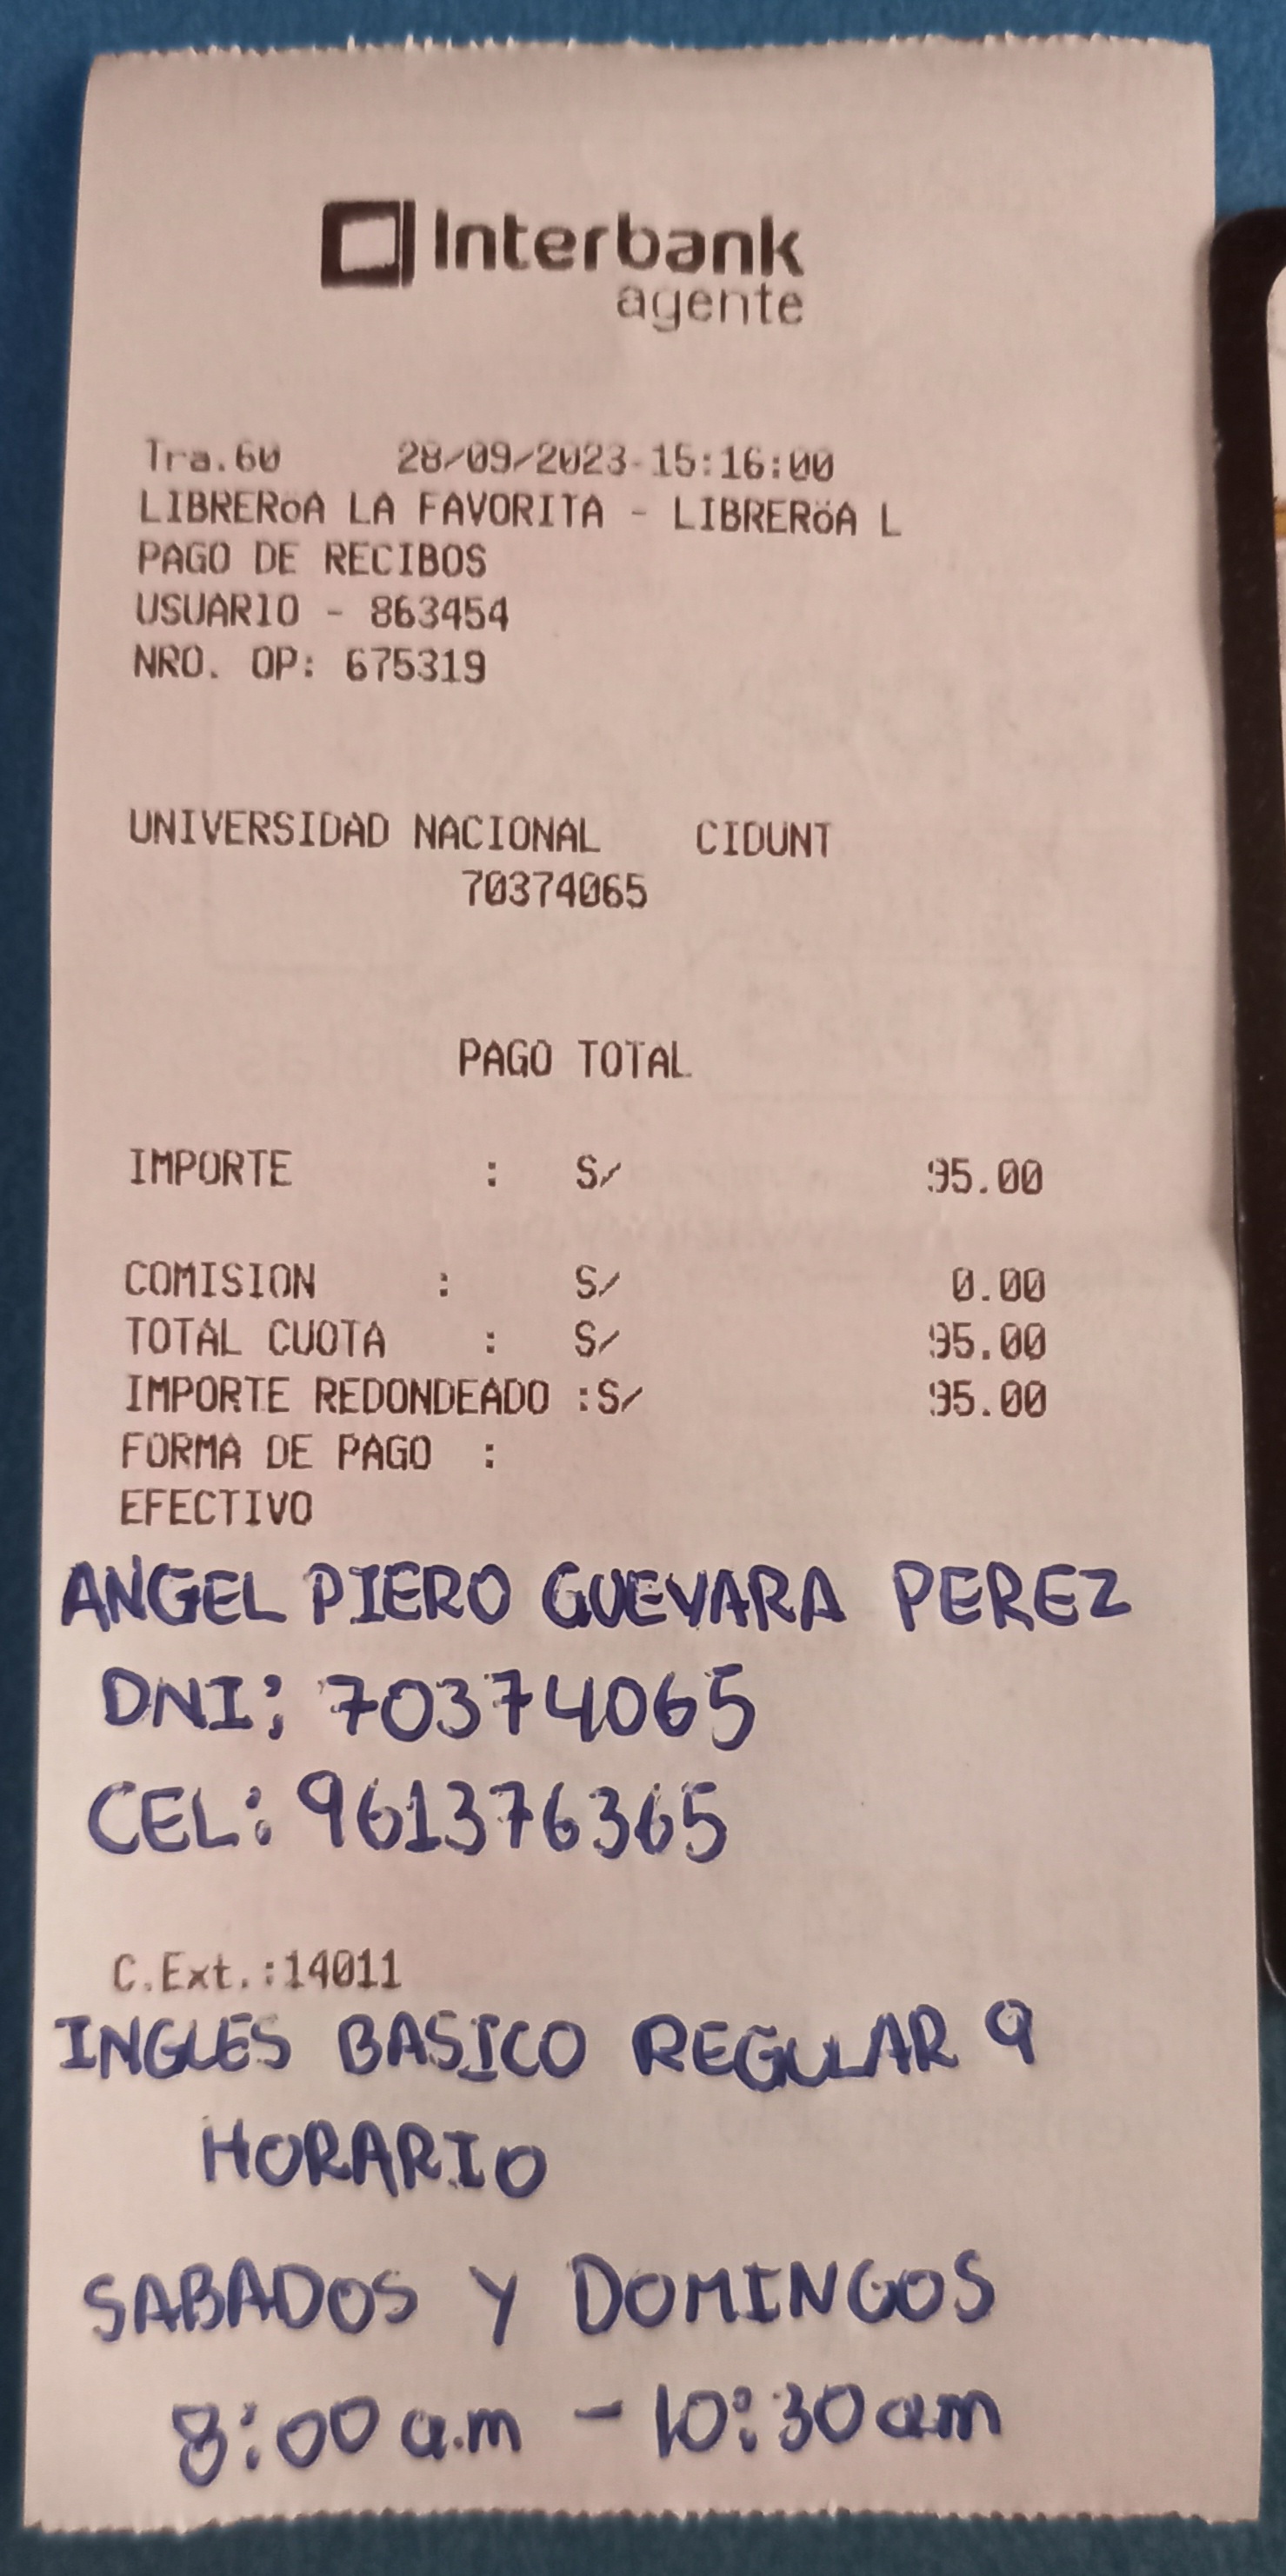 Interbank
agente
Tra.60 28/09/2023-15:16:00
LIBRERoA LA FAVORITA - LIBRERöA L
PAGO DE RECIBOS
USUARIO - 863454
NRO. OP: 675319
UNIVERSIDAD NACIONAL CIDUNT
70374065
PAGO TOTAL
IMPORTE : S/ 95.00
COMISION : S/ 0.00
TOTAL CUOTA : S/ 95.00
IMPORTE REDONDEADO :S/ 95.00
FORMA DE PAGO :
EFECTIVO
ANGEL PIERO GUEVARA PEREZ
DNI: 70374065
CEL: 961376365
C.Ext.:14011
INGLES BASICO REGULAR 9
HORARIO
SABADOS Y DOMINGOS
8:00 a.m - 10:30 am